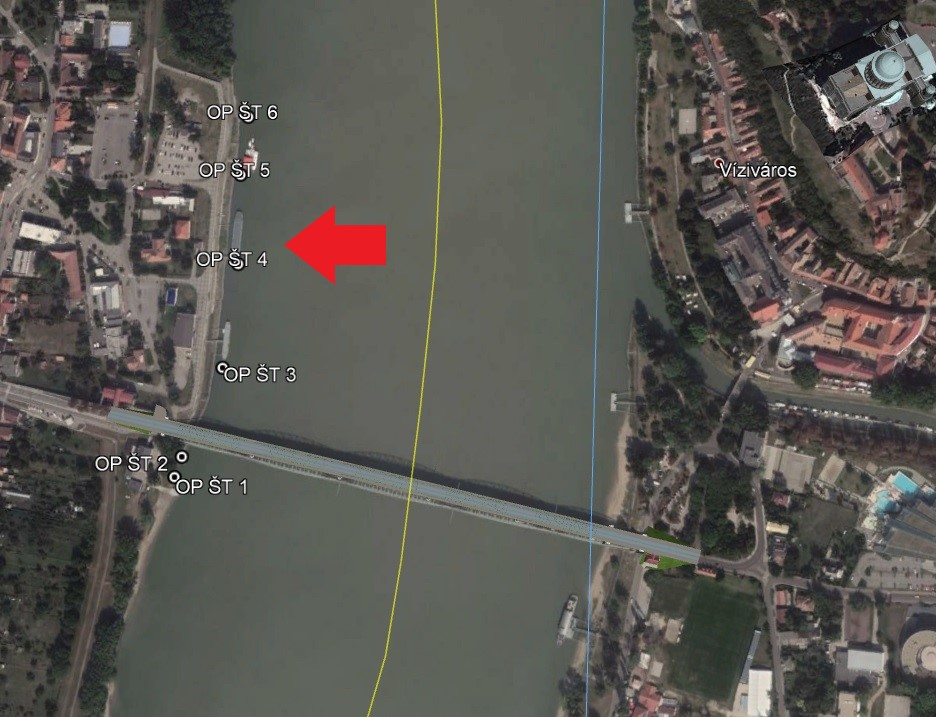 OP ŠT 6
OP ŠT 5
Víziváros
OP ŠT 4
OP ŠT 3
OP ŠT 2
OP ŠT 1